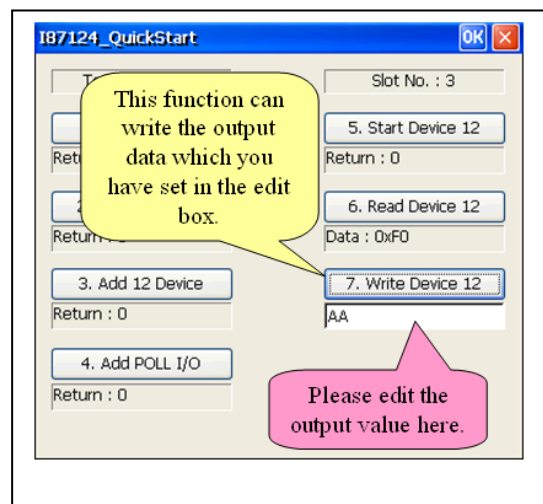 I87124_QuickStart
OK
Slot No. : 3
This function can
write the output
data which you
have set in the edit
box.
5. Start Device 12
Return : 0
6. Read Device 12
Data : 0xF0
3. Add 12 Device
Return : 0
7. Write Device 12
AA
4. Add POLL I/O
Return : 0
Please edit the
output value here.